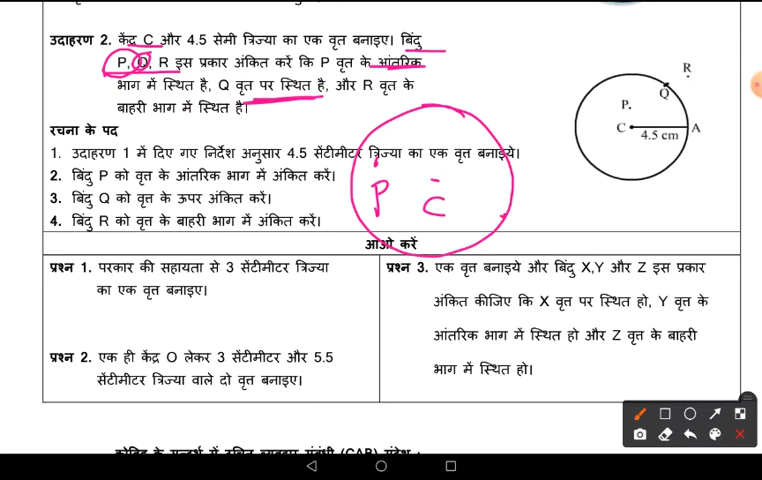 उदाहरण 2. केंद्र C और 4.5 सेमी त्रिज्या का एक वृत बनाइए। बिंदु
P, Q, R इस प्रकार अंकित करें कि P वृत के आंतरिक
भाग में स्थित है, Q वृत पर स्थित है, और R वृत के
बाहरी भाग में स्थित है।
R
Q
P.
C
A
4.5 cm
रचना के पद
1. उदाहरण 1 में दिए गए निर्देश अनुसार 4.5 सेंटीमीटर त्रिज्या का एक वृत्त बनाइये।
2. बिंदु P को वृत्त के आंतरिक भाग में अंकित करें।
3. बिंदु Q को वृत्त के ऊपर अंकित करें।
4. बिंदु R को वृत्त के बाहरी भाग में अंकित करें।
P C
आओ करें
प्रश्न 1. परकार की सहायता से 3 सेंटीमीटर त्रिज्या
का एक वृत्त बनाइए।
प्रश्न 2. एक ही केंद्र O लेकर 3 सेंटीमीटर और 5.5
सेंटीमीटर त्रिज्या वाले दो वृत्त बनाइए।
प्रश्न 3. एक वृत्त बनाइये और बिंदु X,Y और Z इस प्रकार
अंकित कीजिए कि X वृत्त पर स्थित हो, Y वृत्त के
आंतरिक भाग में स्थित हो और Z वृत्त के बाहरी
भाग में स्थित हो।